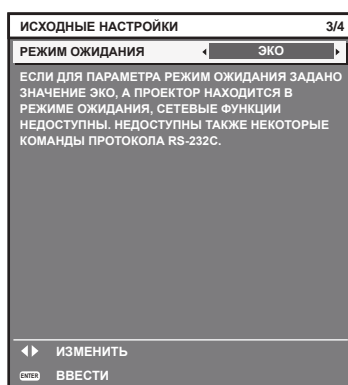 ИСХОДНЫЕ НАСТРОЙКИ 3/4
РЕЖИМ ОЖИДАНИЯ ЭКО
ЕСЛИ ДЛЯ ПАРАМЕТРА РЕЖИМ ОЖИДАНИЯ ЗАДАНО
ЗНАЧЕНИЕ ЭКО, А ПРОЕКТОР НАХОДИТСЯ В
РЕЖИМЕ ОЖИДАНИЯ, СЕТЕВЫЕ ФУНКЦИИ
НЕДОСТУПНЫ. НЕДОСТУПНЫ ТАКЖЕ НЕКОТОРЫЕ
КОМАНДЫ ПРОТОКОЛА RS-232C.
ИЗМЕНИТЬ
ENTER ВВЕСТИ